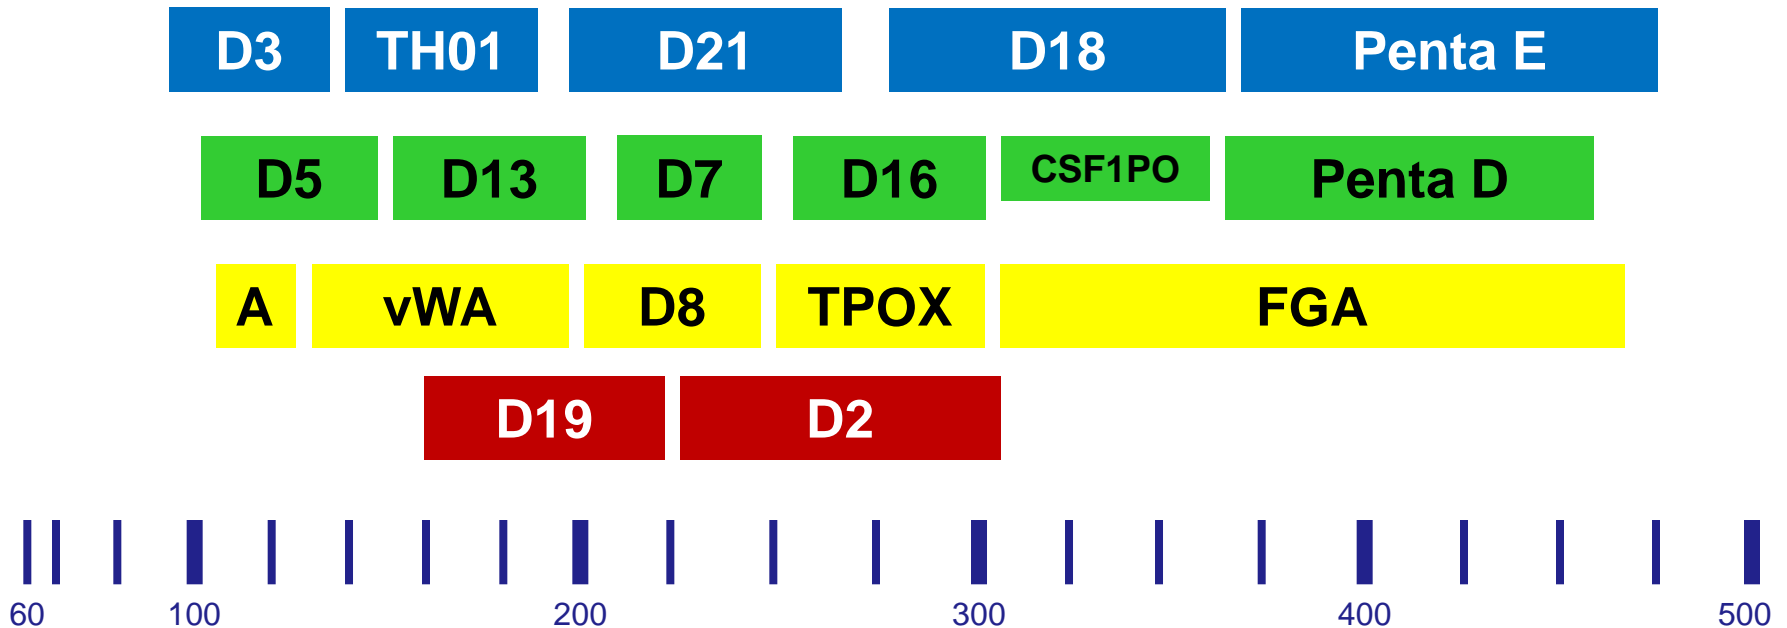 D3 TH01 D21 D18 Penta E
D5 D13 D7 D16 CSF1PO Penta D
A vWA D8 TPOX FGA
D19 D2
60 100 200 300 400 500